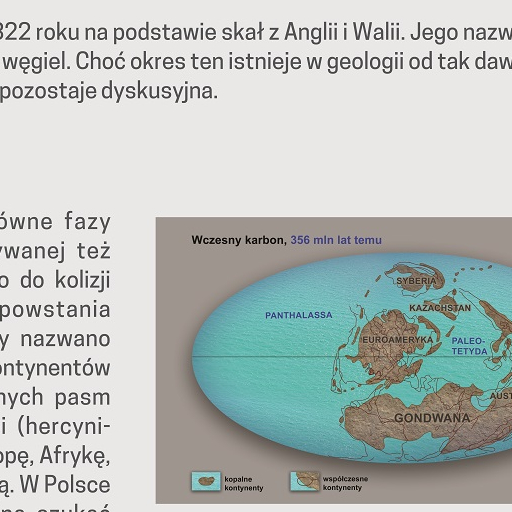 822 roku na podstawie skał z Anglii i Walii. Jego nazw
węgiel. Choć okres ten istnieje w geologii od tak daw
pozostaje dyskusyjna.
ówne fazy
wanej też
o do kolizji
powstania
y nazwano
ontynentów
nych pasm
i (hercyni-
opę, Afrykę,
ą. W Polsce
Wczesny karbon, 356 mln lat temu
SYBERIA
KAZACHSTAN
PANTHALASSA
EUROAMERYKA
PALEO-
TETYDA
AUST
GONDWANA
kopalne
kontynenty
współczesne
kontynenty